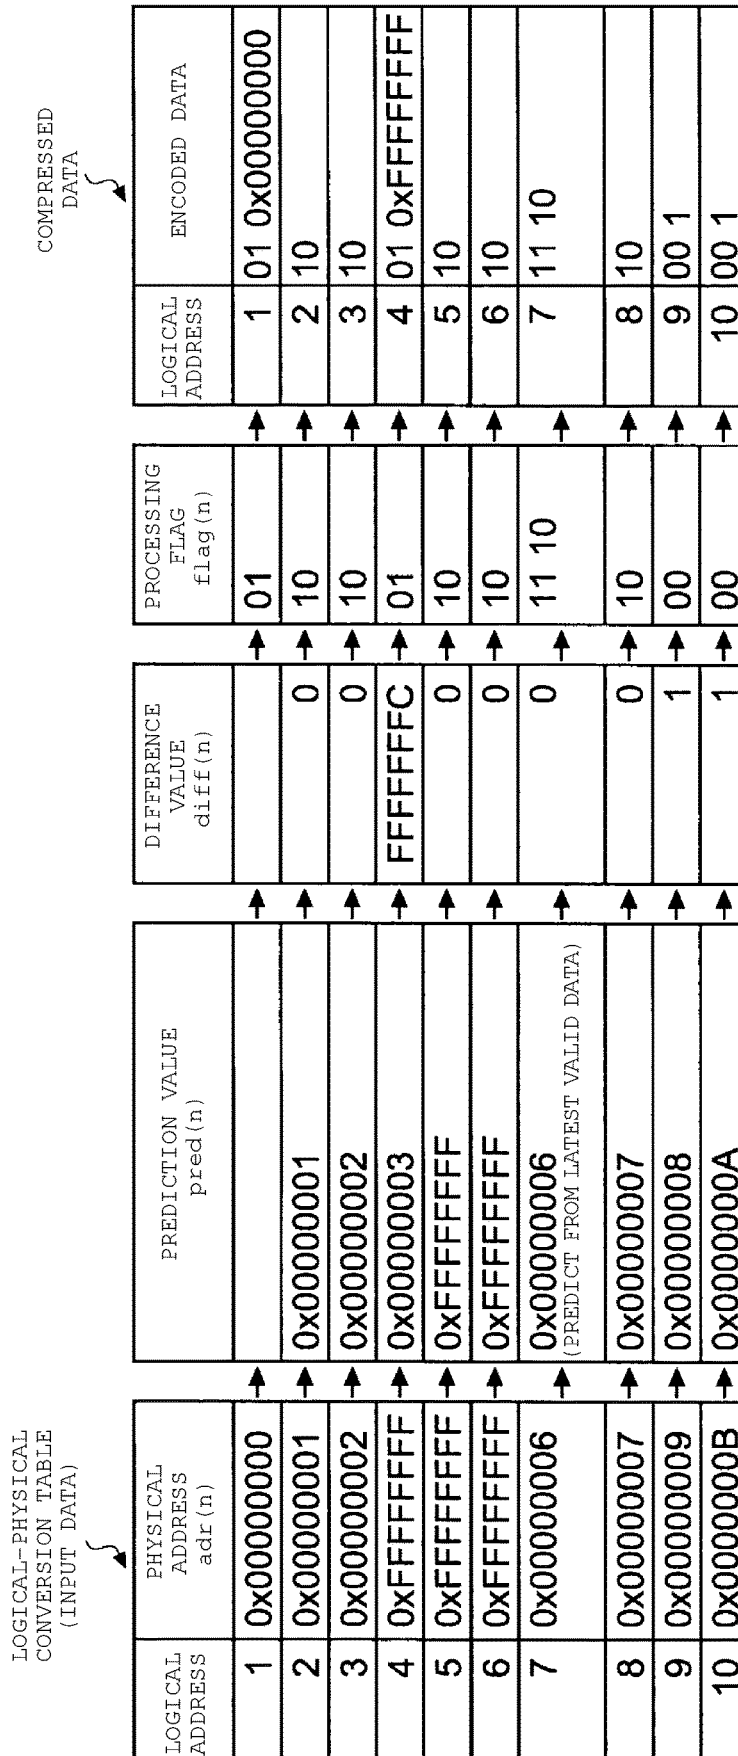 LOGICAL-PHYSICAL
CONVERSION TABLE
(INPUT DATA)
COMPRESSED
DATA
LOGICAL
ADDRESS
PHYSICAL
ADDRESS
adr(n)
PREDICTION VALUE
pred(n)
DIFFERENCE
VALUE
diff(n)
PROCESSING
FLAG
flag(n)
LOGICAL
ADDRESS
ENCODED DATA
1 0x00000000 01 1 01 0x00000000
2 0x00000001 0x00000001 0 10 2 10
3 0x00000002 0x00000002 0 10 3 10
4 0xFFFFFFFF 0x00000003 FFFFFFFC 01 4 01 0xFFFFFFFF
5 0xFFFFFFFF 0xFFFFFFFF 0 10 5 10
6 0xFFFFFFFF 0xFFFFFFFF 0 10 6 10
7 0x00000006 0x00000006 0 11 10 7 11 10
(PREDICT FROM LATEST VALID DATA)
8 0x00000007 0x00000007 0 10 8 10
9 0x00000009 0x00000008 1 00 9 00 1
10 0x0000000B 0x0000000A 1 00 10 00 1